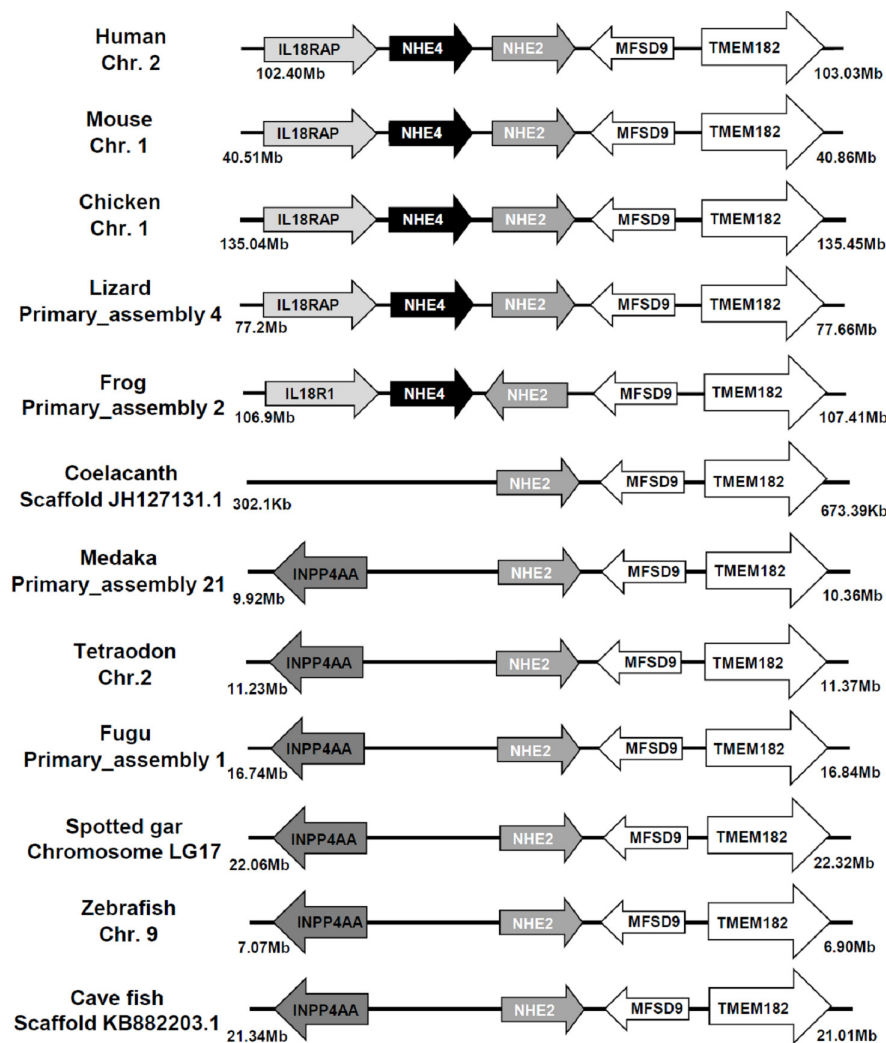 Human
Chr. 2
IL18RAP NHE4 NHE2 MFSD9 TMEM182
102.40Mb 103.03Mb
Mouse
Chr. 1
IL18RAP NHE4 NHE2 MFSD9 TMEM182
40.51Mb 40.86Mb
Chicken
Chr. 1
IL18RAP NHE4 NHE2 MFSD9 TMEM182
135.04Mb 135.45Mb
Lizard
Primary_assembly 4
IL18RAP NHE4 NHE2 MFSD9 TMEM182
77.2Mb 77.66Mb
Frog
Primary_assembly 2
IL18R1 NHE4 NHE2 MFSD9 TMEM182
106.9Mb 107.41Mb
Coelacanth
Scaffold JH127131.1
NHE2 MFSD9 TMEM182
302.1Kb 673.39Kb
Medaka
Primary_assembly 21
INPP4AA NHE2 MFSD9 TMEM182
9.92Mb 10.36Mb
Tetraodon
Chr.2
INPP4AA NHE2 MFSD9 TMEM182
11.23Mb 11.37Mb
Fugu
Primary_assembly 1
INPP4AA NHE2 MFSD9 TMEM182
16.74Mb 16.84Mb
Spotted gar
Chromosome LG17
INPP4AA NHE2 MFSD9 TMEM182
22.06Mb 22.32Mb
Zebrafish
Chr. 9
INPP4AA NHE2 MFSD9 TMEM182
7.07Mb 6.90Mb
Cave fish
Scaffold KB882203.1
INPP4AA NHE2 MFSD9 TMEM182
21.34Mb 21.01Mb